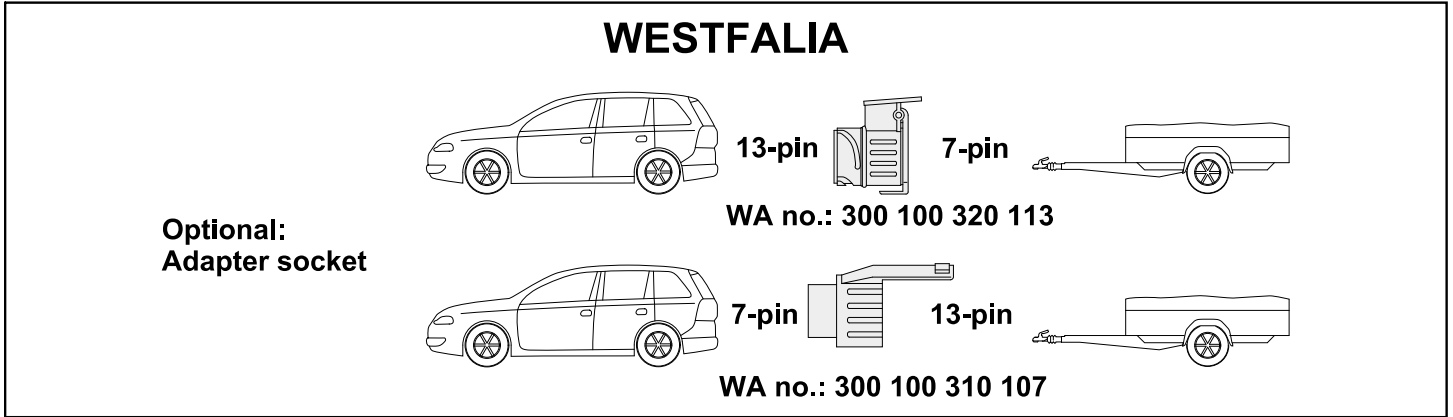 WESTFALIA
13-pin
7-pin
WA no.: 300 100 320 113
Optional:
Adapter socket
7-pin
13-pin
WA no.: 300 100 310 107